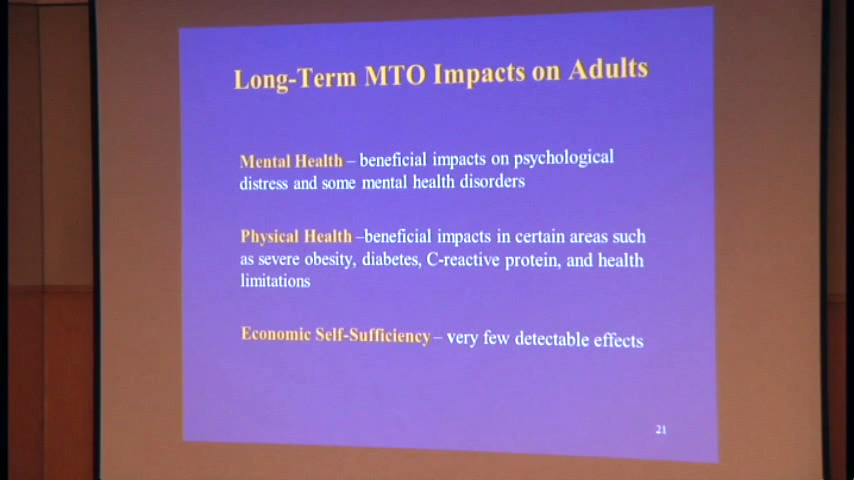 Long-Term MTO Impacts on Adults
Mental Health – beneficial impacts on psychological
distress and some mental health disorders
Physical Health –beneficial impacts in certain areas such
as severe obesity, diabetes, C-reactive protein, and health
limitations
Economic Self-Sufficiency – very few detectable effects
21